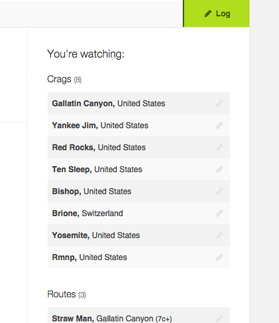 Log
You're watching:
Crags (8)
Gallatin Canyon, United States
Yankee Jim, United States
Red Rocks, United States
Ten Sleep, United States
Bishop, United States
Brione, Switzerland
Yosemite, United States
Rmnp, United States
Routes (3)
Straw Man, Gallatin Canyon (7c+)